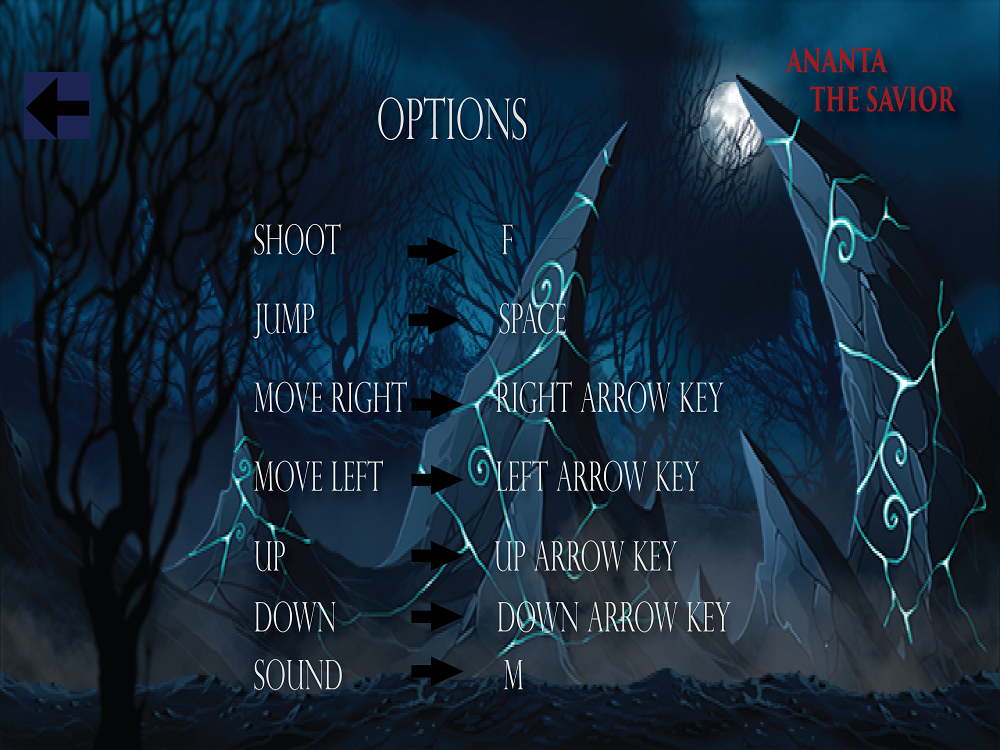 ANANTA
THE SAVIOR
OPTIONS
SHOOT F
JUMP SPACE
MOVE RIGHT RIGHT ARROW KEY
MOVE LEFT LEFT ARROW KEY
UP UP ARROW KEY
DOWN DOWN ARROW KEY
SOUND M